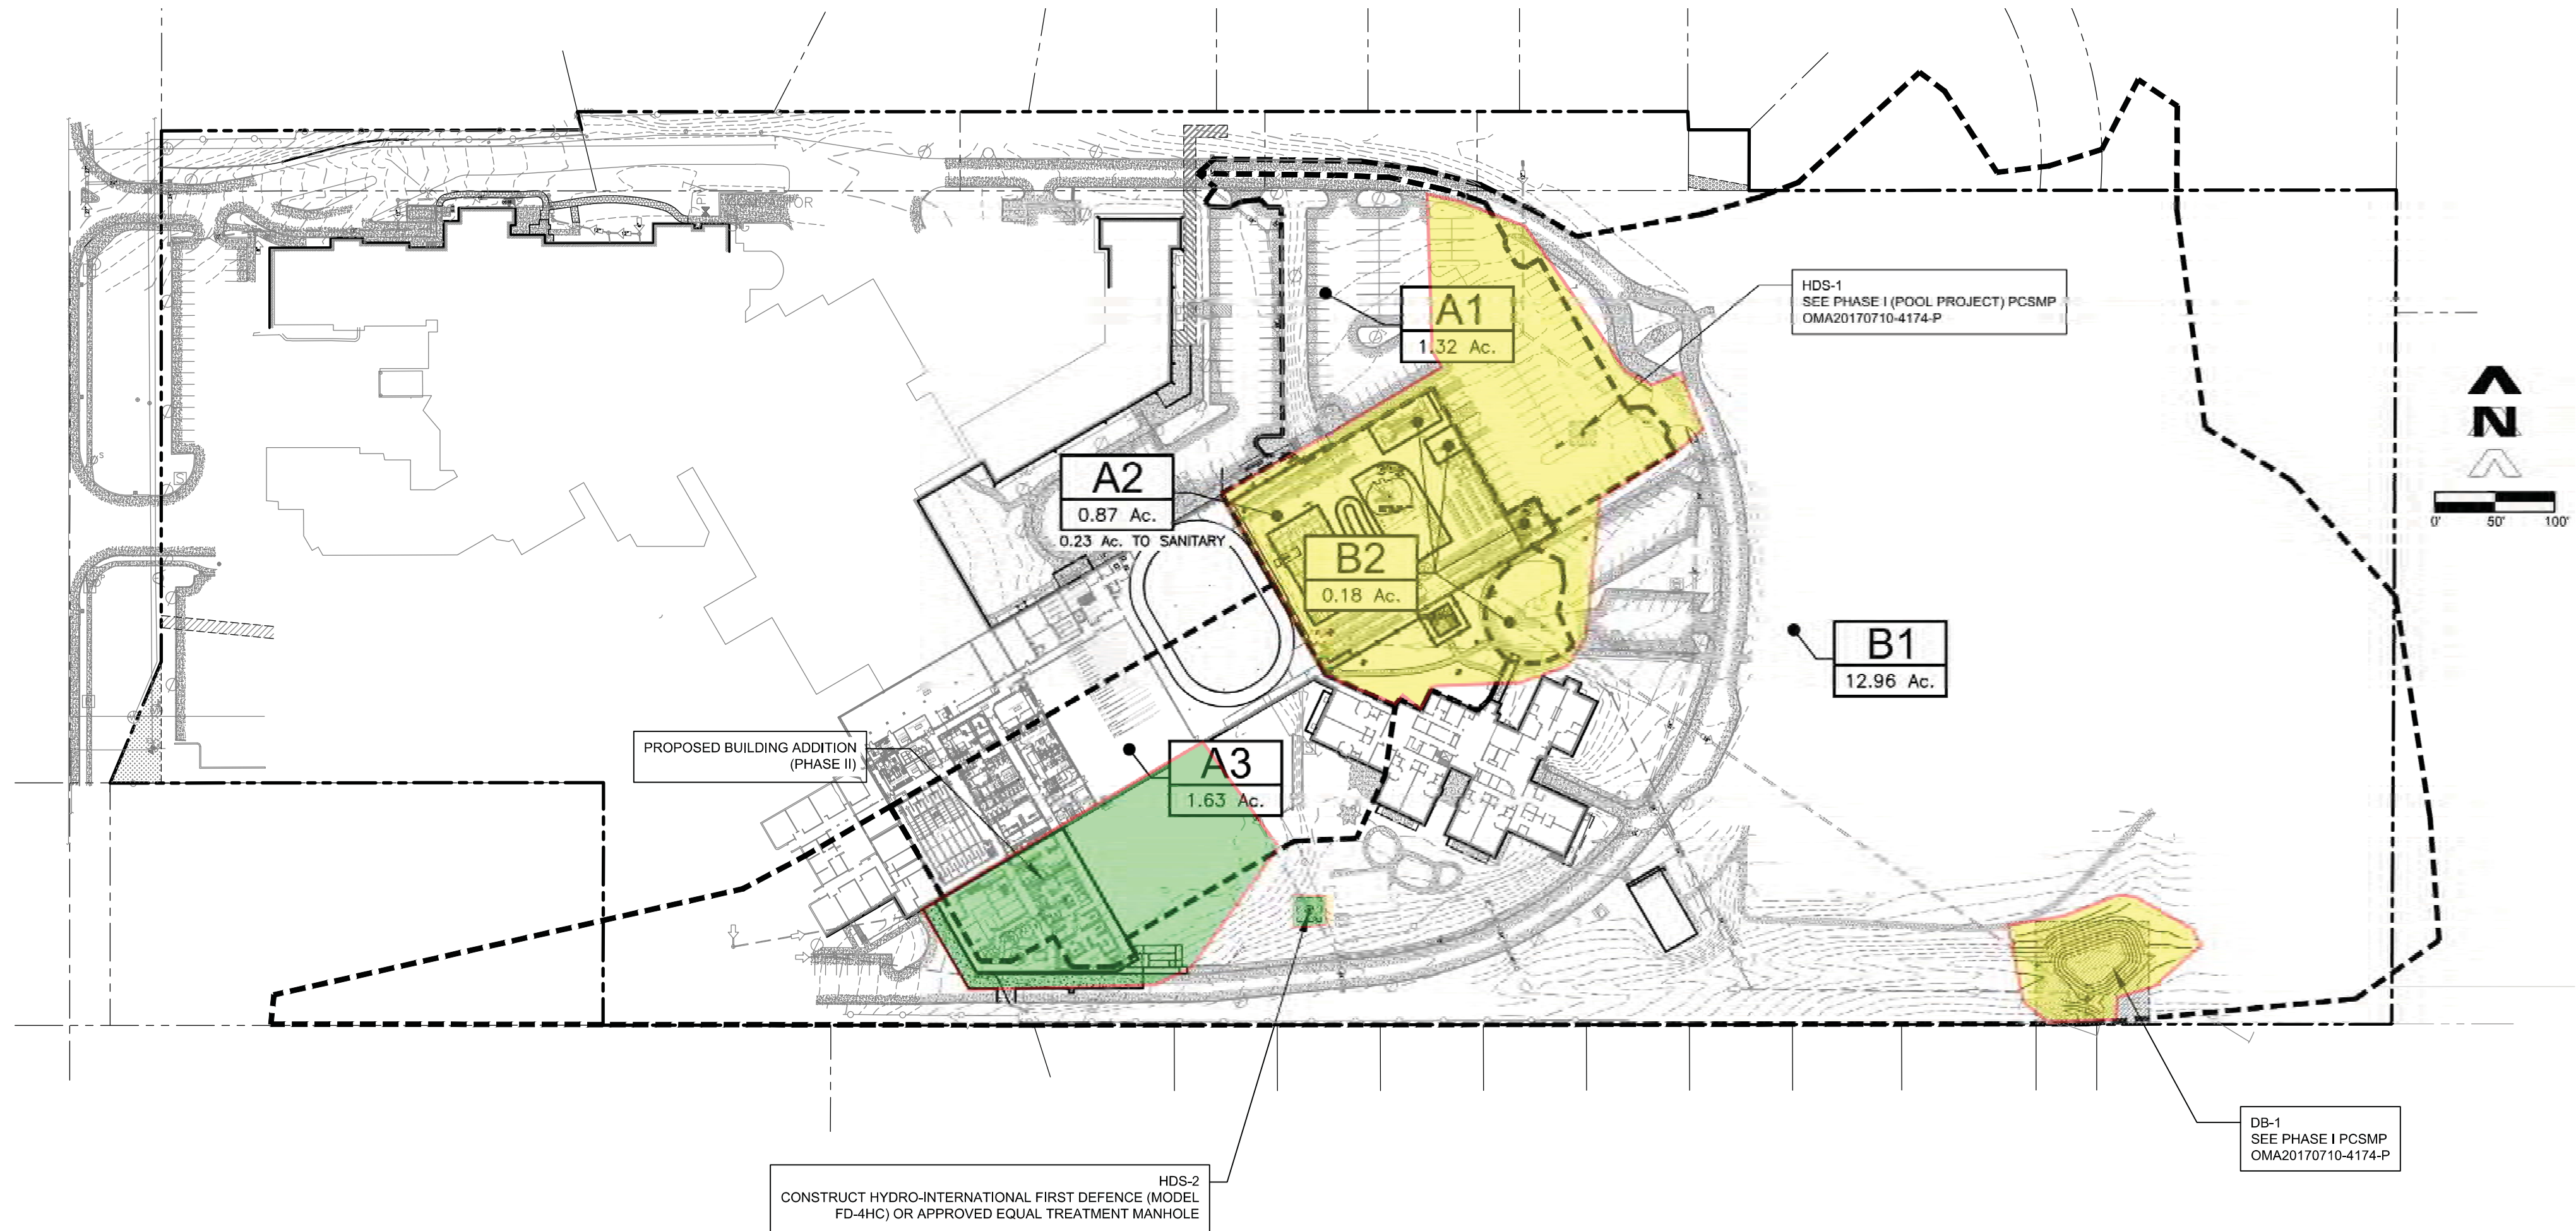 A1
1.32 Ac.
HDS-1
SEE PHASE I (POOL PROJECT) PCSMP
OMA20170710-4174-P
N
0' 50' 100'
A2
0.87 Ac.
0.23 Ac. TO SANITARY
B2
0.18 Ac.
B1
12.96 Ac.
PROPOSED BUILDING ADDITION
(PHASE II)
A3
1.63 Ac.
DB-1
SEE PHASE I PCSMP
OMA20170710-4174-P
HDS-2
CONSTRUCT HYDRO-INTERNATIONAL FIRST DEFENCE (MODEL
FD-4HC) OR APPROVED EQUAL TREATMENT MANHOLE